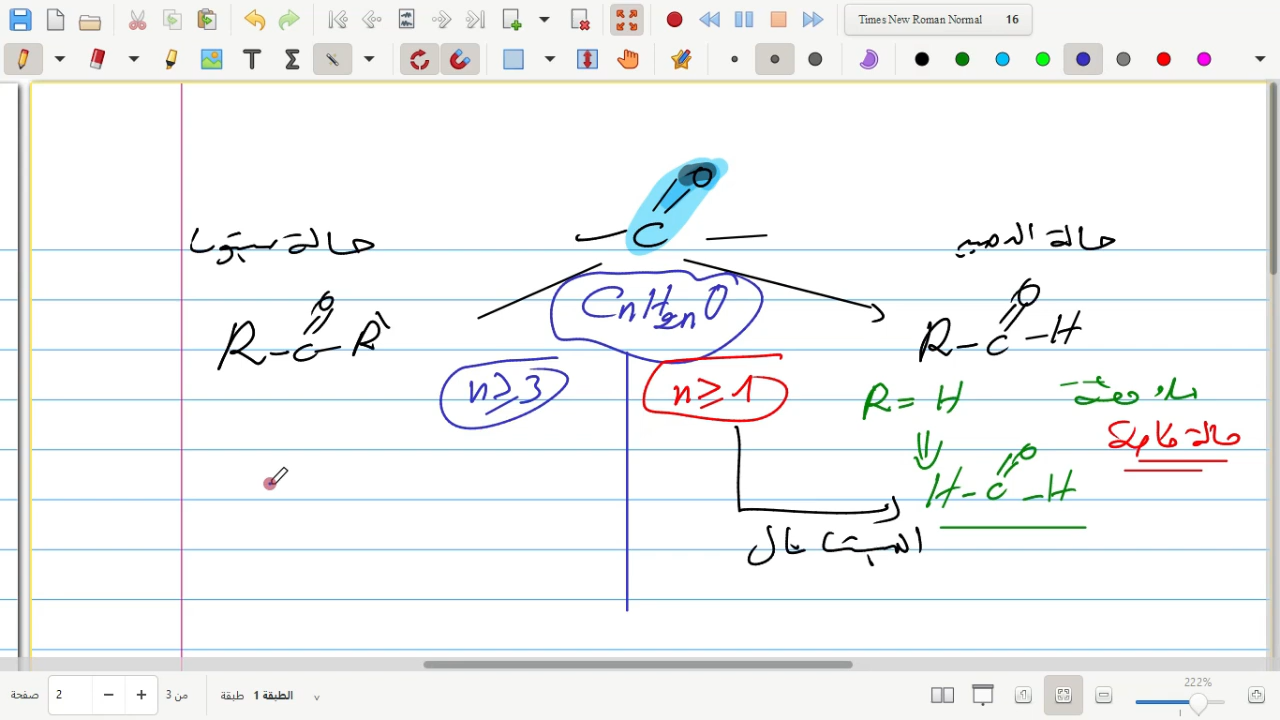 Times New Roman Normal 16
O
C
حالة الدهيد
حالة سيتونا
CnH2nO
R-C-H
O
R-C-R'
O
n≥3
n≥1
R= H
حالة خاصة
H-C-H
O
الميثانال
صفحة 2 من 3
طبقة الطبقة 1
222%